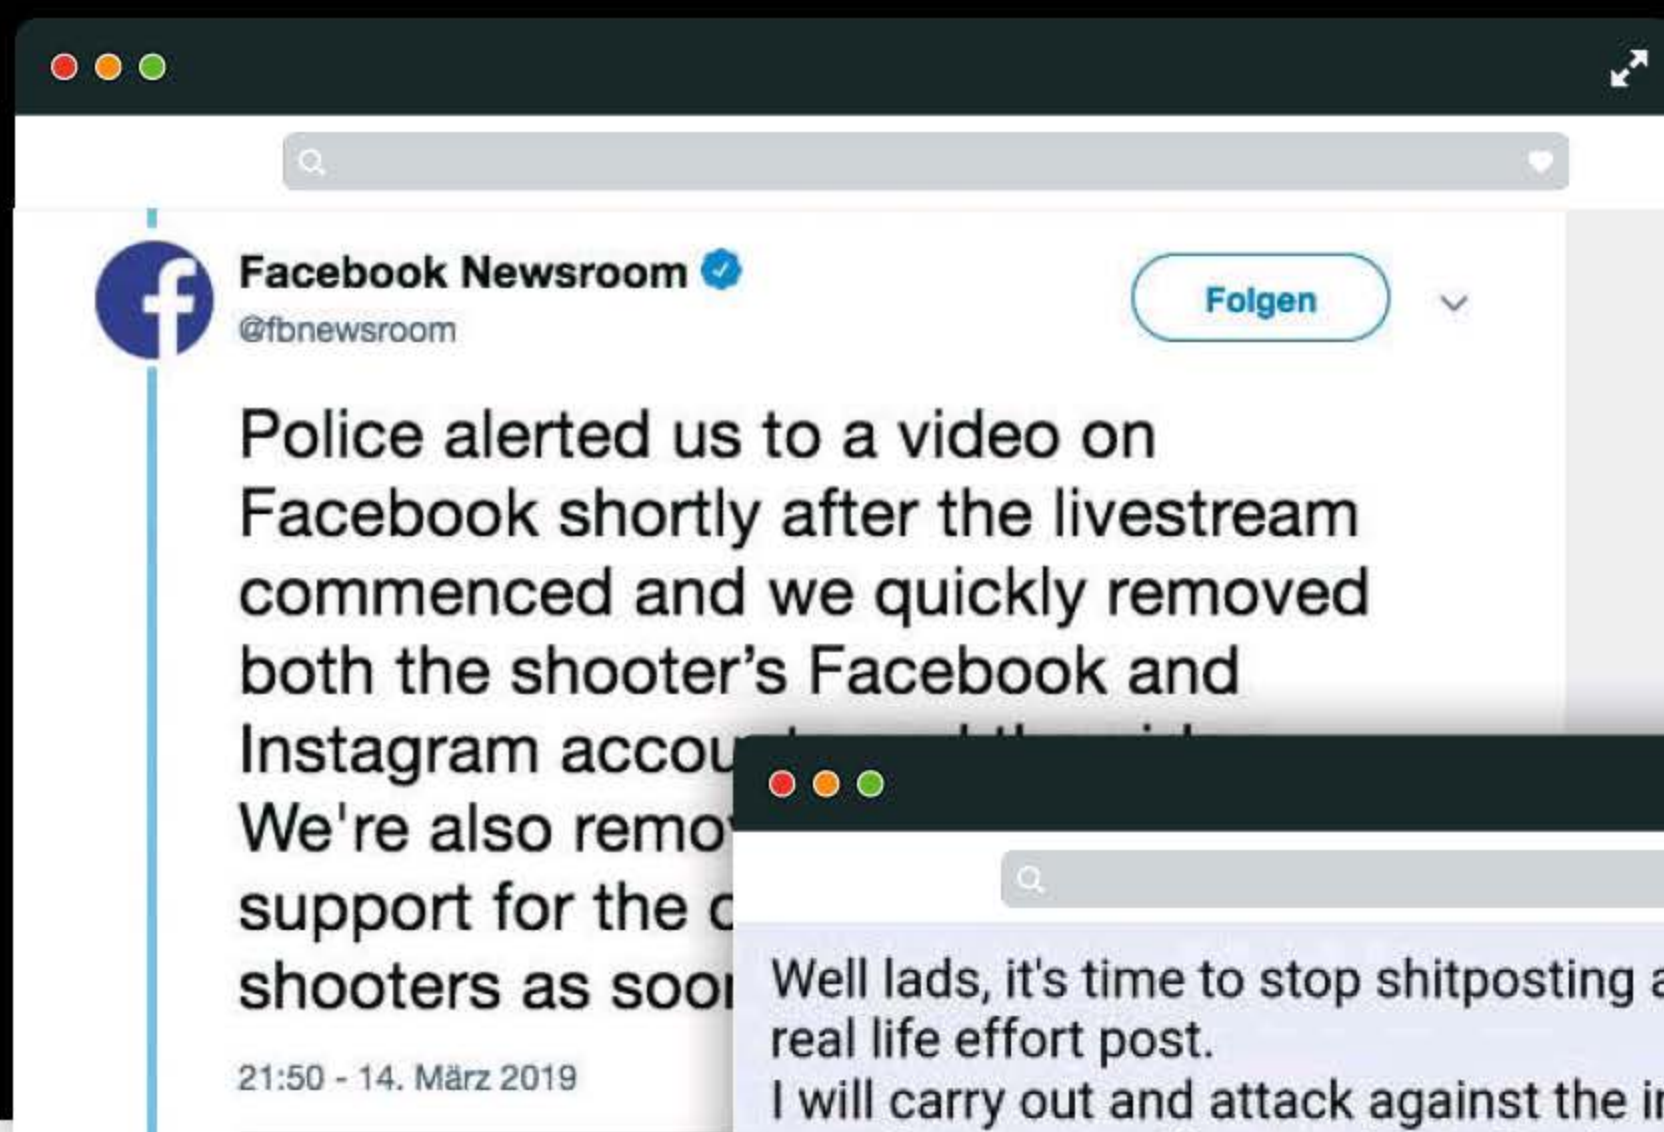 Facebook Newsroom
@fbnewsroom
Folgen
Police alerted us to a video on
Facebook shortly after the livestream
commenced and we quickly removed
both the shooter’s Facebook and
Instagram
We're also
support for the
shooters as
21:50 - 14. März 2019
Well lads, it's time to stop shitposting
real life effort post.
I will carry out and attack against the